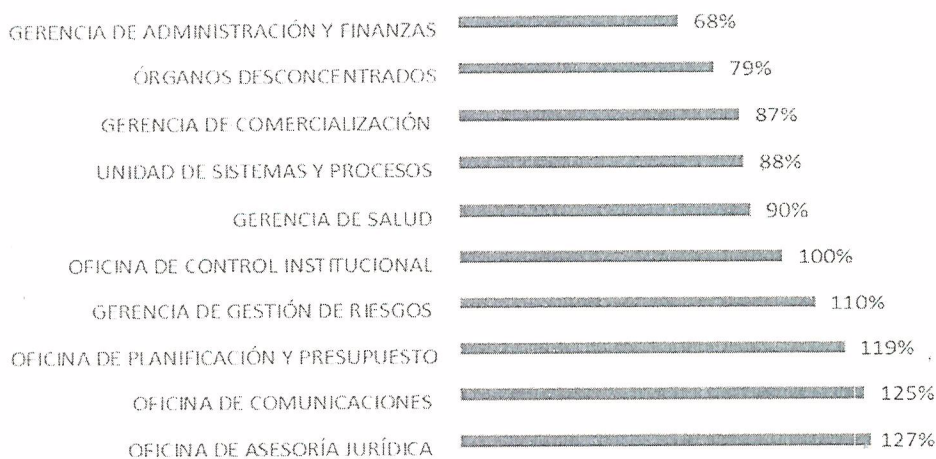 GERENCIA DE ADMINISTRACIÓN Y FINANZAS 68%
ÓRGANOS DESCONCENTRADOS 79%
GERENCIA DE COMERCIALIZACIÓN 87%
UNIDAD DE SISTEMAS Y PROCESOS 88%
GERENCIA DE SALUD 90%
OFICINA DE CONTROL INSTITUCIONAL 100%
GERENCIA DE GESTIÓN DE RIESGOS 110%
OFICINA DE PLANIFICACIÓN Y PRESUPUESTO 119%
OFICINA DE COMUNICACIONES 125%
OFICINA DE ASESORÍA JURÍDICA 127%